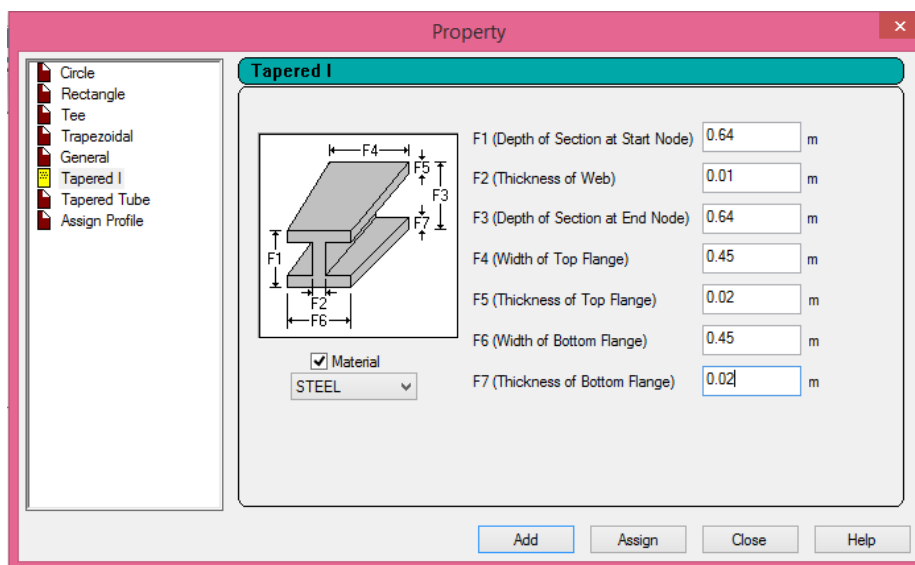 Property
×
Circle
Rectangle
Tee
Trapezoidal
General
Tapered I
Tapered Tube
Assign Profile
Tapered I
F4
F5
F3
F7
F1
F2
F6
Material
STEEL
F1 (Depth of Section at Start Node) 0.64 m
F2 (Thickness of Web) 0.01 m
F3 (Depth of Section at End Node) 0.64 m
F4 (Width of Top Flange) 0.45 m
F5 (Thickness of Top Flange) 0.02 m
F6 (Width of Bottom Flange) 0.45 m
F7 (Thickness of Bottom Flange) 0.02 m
Add Assign Close Help